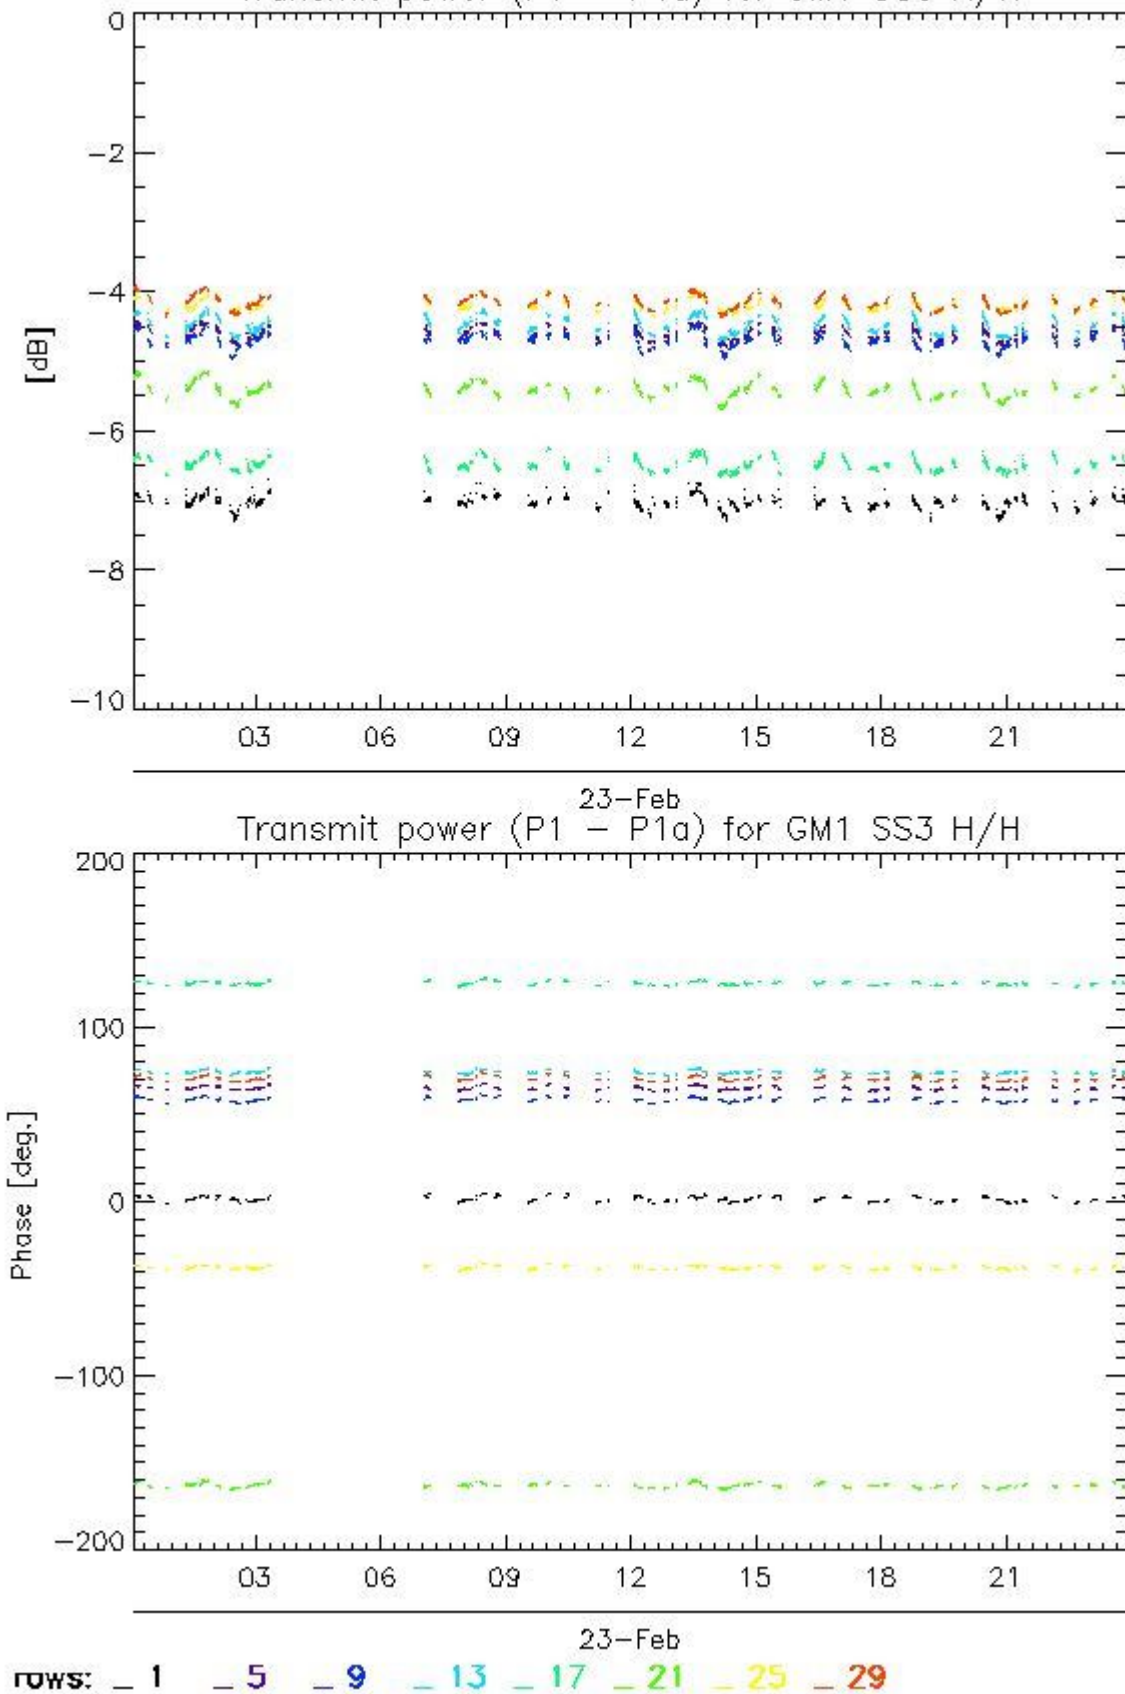 0
−2
−4
−6
−8
−10
[dB]
03 06 09 12 15 18 21
23−Feb
Transmit power (P1 − P1a) for GM1 SS3 H/H
200
100
0
−100
−200
Phase [deg.]
03 06 09 12 15 18 21
23−Feb
rows: _ 1 _ 5 _ 9 _ 13 _ 17 _ 21 _ 25 _ 29